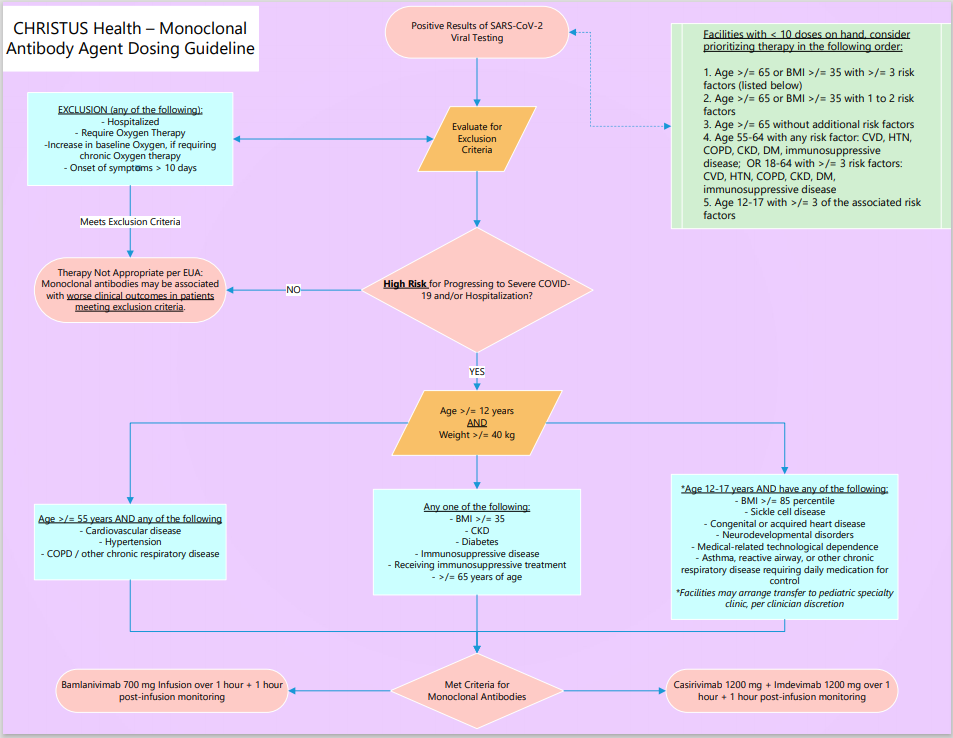 CHRISTUS Health – Monoclonal
Antibody Agent Dosing Guideline
Positive Results of SARS-CoV-2
Viral Testing
Facilities with < 10 doses on hand, consider
prioritizing therapy in the following order:
1. Age >/= 65 or BMI >/= 35 with >/= 3 risk
factors (listed below)
2. Age >/= 65 or BMI >/= 35 with 1 to 2 risk
factors
3. Age >/= 65 without additional risk factors
4. Age 55-64 with any risk factor: CVD, HTN,
COPD, CKD, DM, immunosuppressive
disease; OR 18-64 with >/= 3 risk factors:
CVD, HTN, COPD, CKD, DM,
immunosuppressive disease
5. Age 12-17 with >/= 3 of the associated risk
factors
EXCLUSION (any of the following):
- Hospitalized
- Require Oxygen Therapy
-Increase in baseline Oxygen, if requiring
chronic Oxygen therapy
- Onset of symptoms > 10 days
Evaluate for
Exclusion
Criteria
Meets Exclusion Criteria
Therapy Not Appropriate per EUA:
Monoclonal antibodies may be associated
with worse clinical outcomes in patients
meeting exclusion criteria.
NO
High Risk for Progressing to Severe COVID-
19 and/or Hospitalization?
YES
Age >/= 12 years
AND
Weight >/= 40 kg
Age >/= 55 years AND any of the following
- Cardiovascular disease
- Hypertension
- COPD / other chronic respiratory disease
Any one of the following:
- BMI >/= 35
- CKD
- Diabetes
- Immunosuppressive disease
- Receiving immunosuppressive treatment
- >/= 65 years of age
*Age 12-17 years AND have any of the following:
- BMI >/= 85 percentile
- Sickle cell disease
- Congenital or acquired heart disease
- Neurodevelopmental disorders
- Medical-related technological dependence
- Asthma, reactive airway, or other chronic
respiratory disease requiring daily medication for
control
*Facilities may arrange transfer to pediatric specialty
clinic, per clinician discretion
Bamlanivimab 700 mg Infusion over 1 hour + 1 hour
post-infusion monitoring
Met Criteria for
Monoclonal Antibodies
Casirivimab 1200 mg + Imdevimab 1200 mg over 1
hour + 1 hour post-infusion monitoring